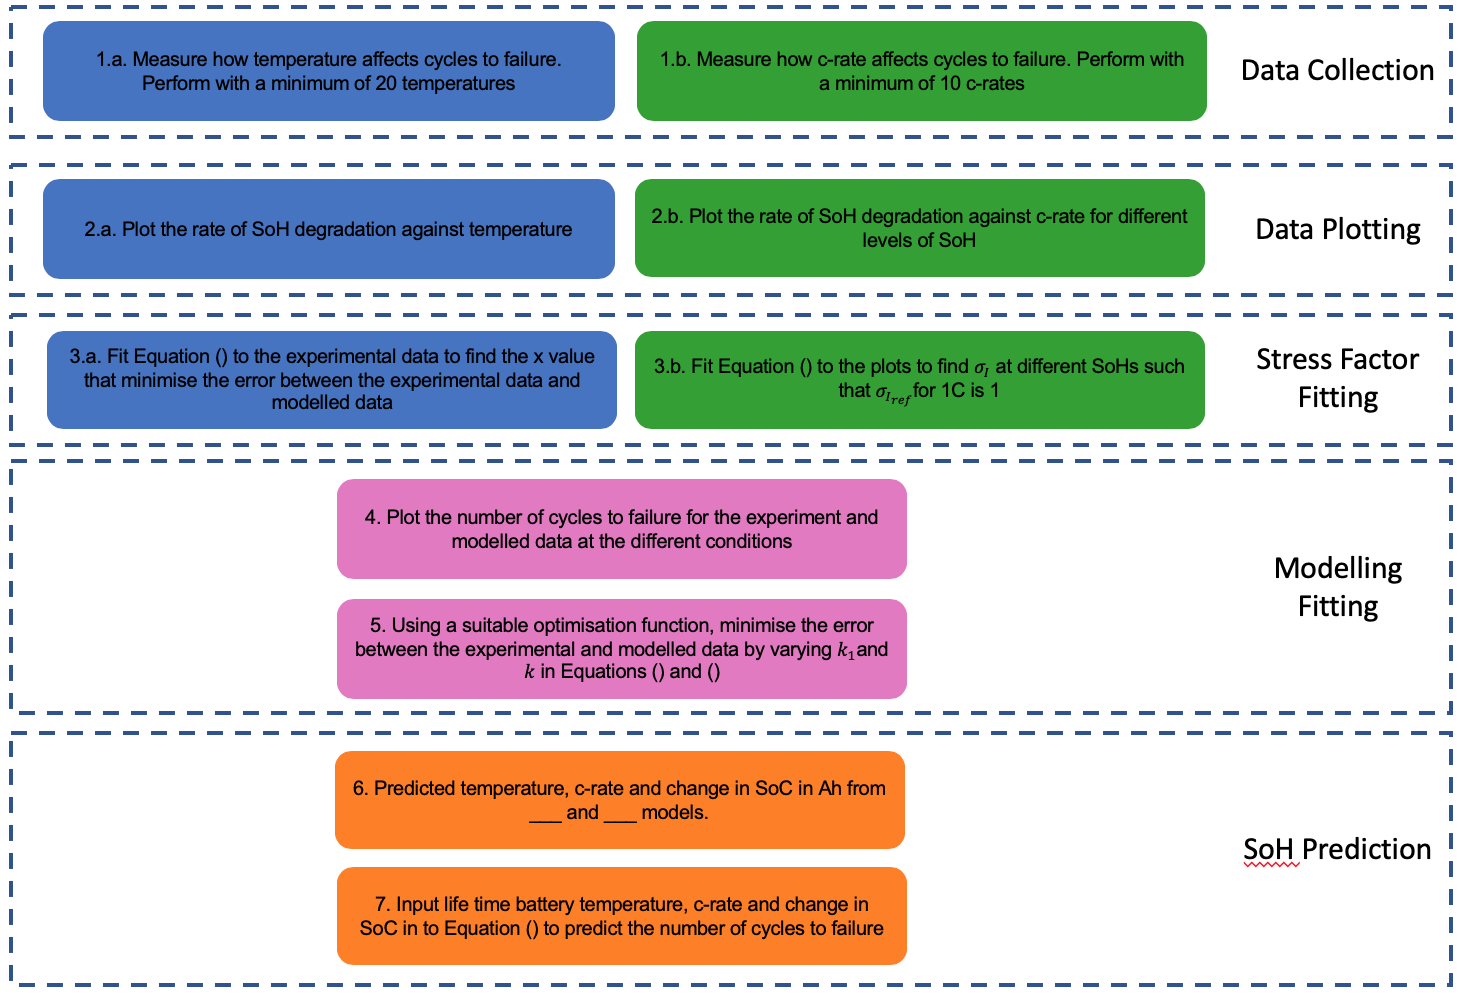 1.a. Measure how temperature affects cycles to failure.
Perform with a minimum of 20 temperatures
1.b. Measure how c-rate affects cycles to failure. Perform with
a minimum of 10 c-rates
Data Collection
2.a. Plot the rate of SoH degradation against temperature
2.b. Plot the rate of SoH degradation against c-rate for different
levels of SoH
Data Plotting
3.a. Fit Equation () to the experimental data to find the x value
that minimise the error between the experimental data and
modelled data
3.b. Fit Equation () to the plots to find σ_I at different SoHs such
that σ_{I_{ref}} for 1C is 1
Stress Factor
Fitting
4. Plot the number of cycles to failure for the experiment and
modelled data at the different conditions
5. Using a suitable optimisation function, minimise the error
between the experimental and modelled data by varying k₁ and
k in Equations () and ()
Modelling
Fitting
6. Predicted temperature, c-rate and change in SoC in Ah from
___ and ___ models.
7. Input life time battery temperature, c-rate and change in
SoC in to Equation () to predict the number of cycles to failure
SoH Prediction